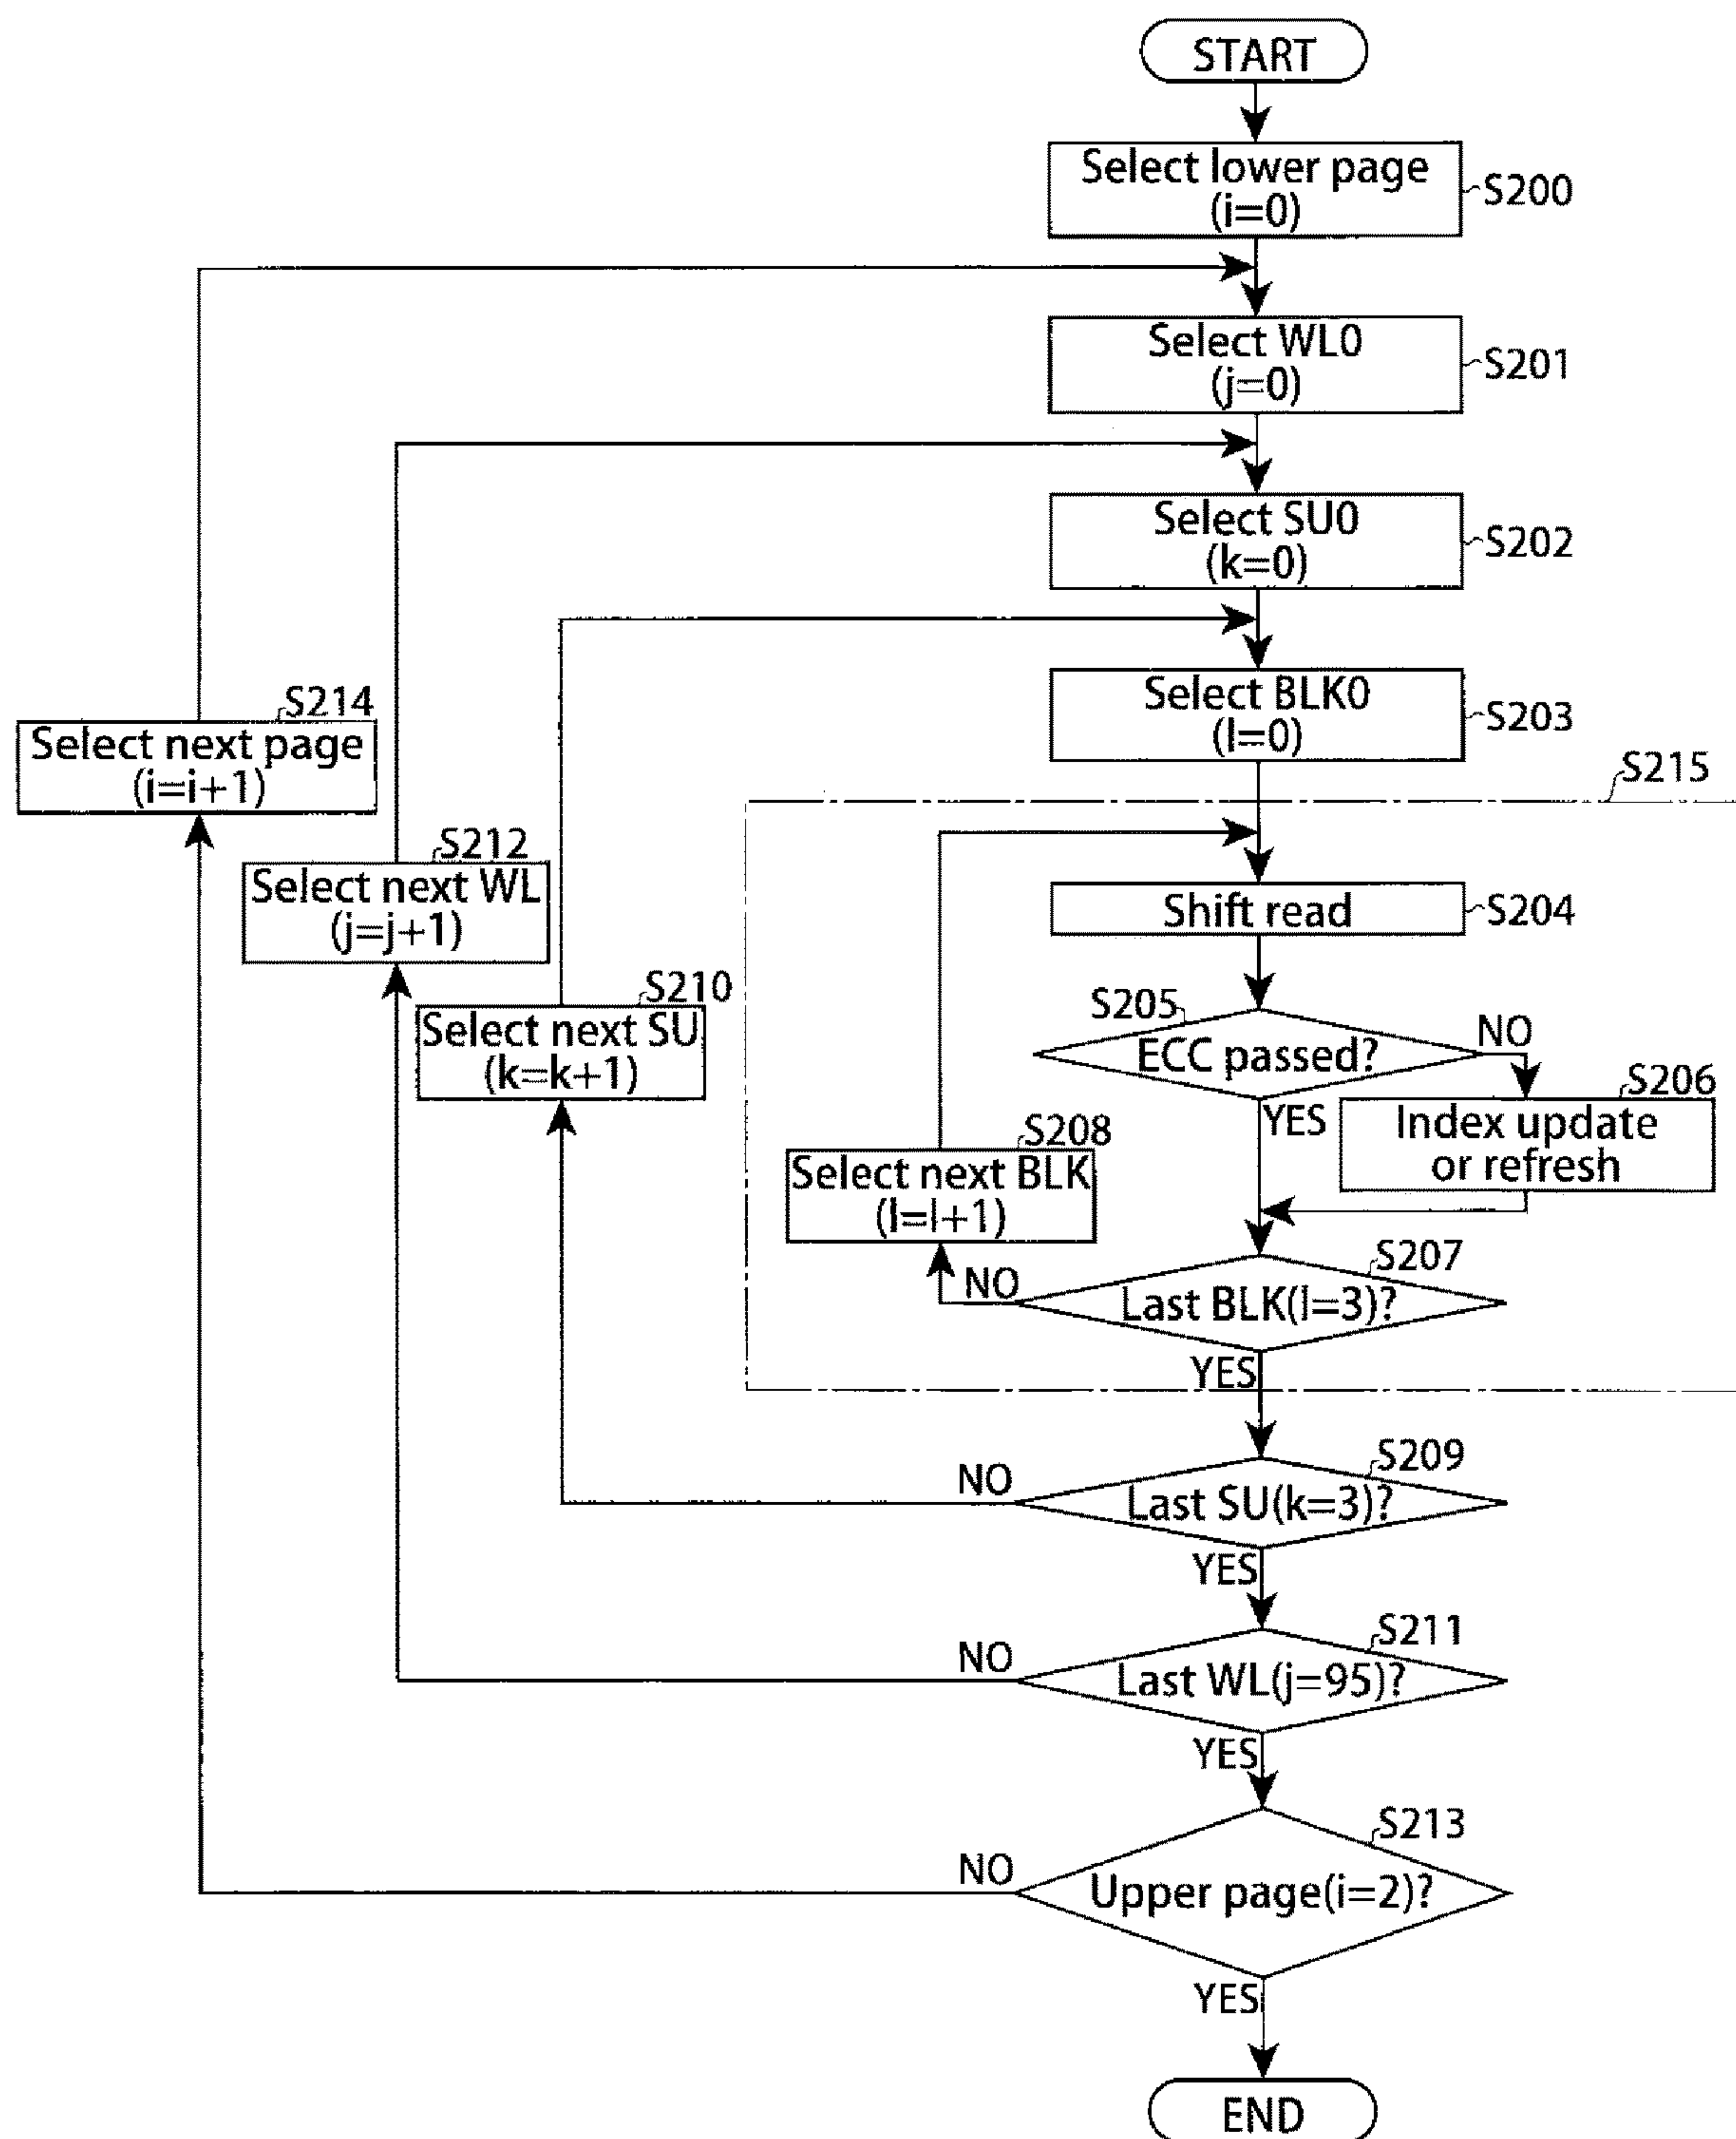 START
Select lower page
(i=0)
S200
Select WL0
(j=0)
S201
Select SU0
(k=0)
S202
Select BLK0
(l=0)
S203
S214
Select next page
(i=i+1)
S215
S212
Select next WL
(j=j+1)
Shift read
S204
S210
Select next SU
(k=k+1)
S205
ECC passed?
NO
YES
S206
Index update
or refresh
S208
Select next BLK
(l=l+1)
S207
Last BLK(l=3)?
NO
YES
S209
Last SU(k=3)?
NO
YES
S211
Last WL(j=95)?
NO
YES
S213
Upper page(i=2)?
NO
YES
END